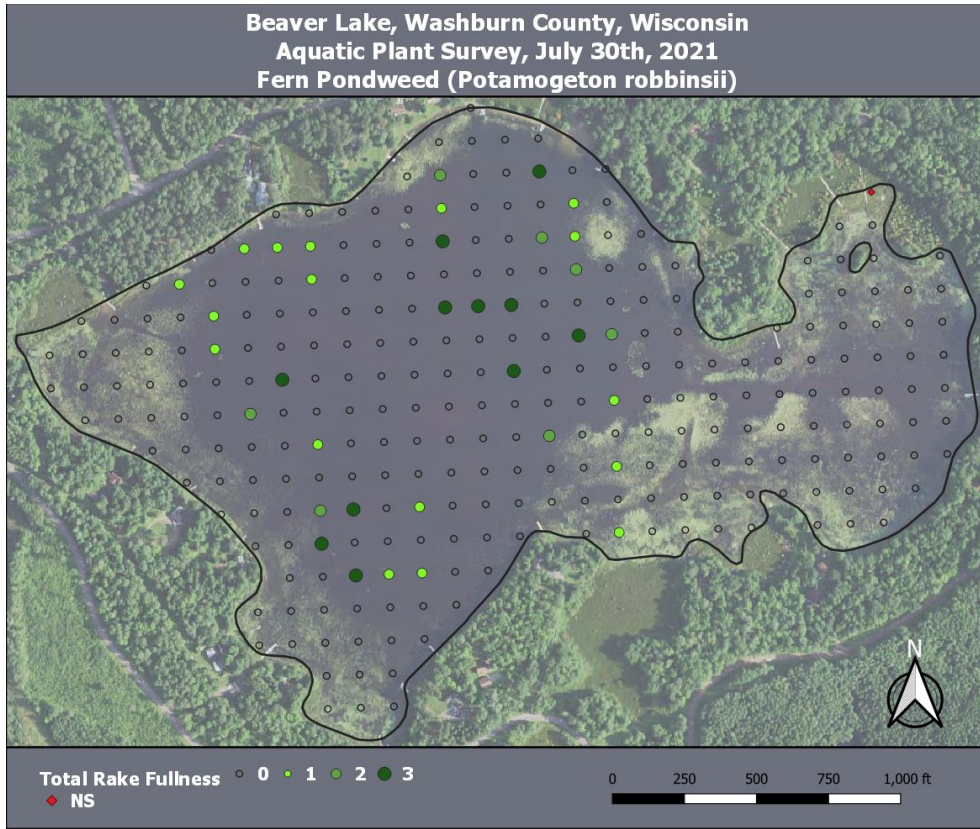 Beaver Lake, Washburn County, Wisconsin
Aquatic Plant Survey, July 30th, 2021
Fern Pondweed (Potamogeton robbinsii)
N
Total Rake Fullness 0 1 2 3
NS
0 250 500 750 1,000 ft